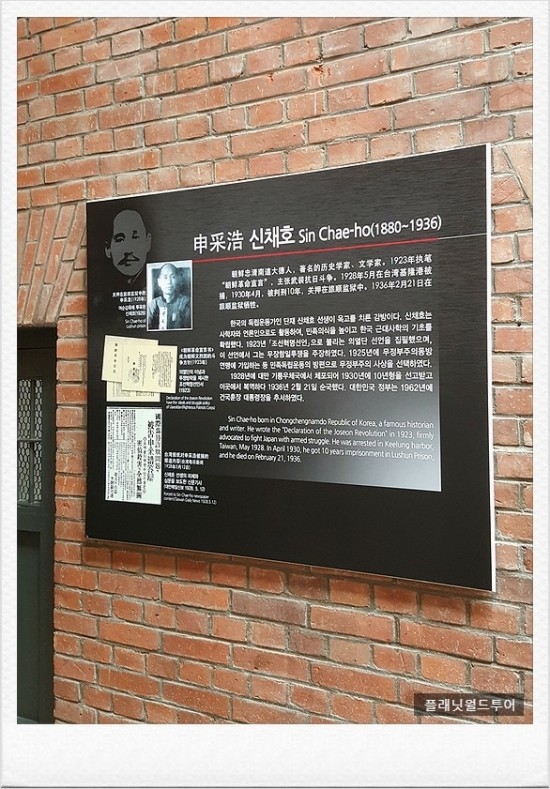 申采浩 신채호 Sin Chae-ho(1880~1936)
朝鲜忠清南道大德人，著名的历史学家、文学家。1923年执笔
“朝鲜革命宣言”，主张武装抗日斗争。1928年5月在台湾基隆港被
捕，1930年4月，被判刑10年，关押在旅顺监狱中。1936年2月21日在
旅顺监狱牺牲。
한국의 독립운동가인 단재 신채호 선생이 옥고를 치른 감방이다. 신채호는
사학자와 언론인으로도 활동하며, 민족의식을 높이고 한국 근대사학의 기초를
확립했다. 1923년 「조선혁명선언」으로 불리는 의열단 선언을 집필했으며,
이 선언에서 그는 무장항일투쟁을 주장하였다. 1925년에 무정부주의동방
연맹에 가입하는 등 민족독립운동의 방편으로 무정부주의 사상을 선택하였다.
1928년에 대만 기륭우체국에서 체포되어 1930년에 10년형을 선고받고
이곳에서 복역하다 1936년 2월 21일 순국했다. 대한민국 정부는 1962년에
건국훈장 대통령장을 추서하였다.
Sin Chae-ho born in Chongchengnamdo Republic of Korea, a famous historian
and writer. He wrote the "Declaration of the Joseon Revolution" in 1923, firmly
advocated to fight Japan with armed struggle. He was arrested in Keelung harbor,
Taiwan, May 1928. In April 1930, he got 10 years imprisonment in Lushun Prison,
and he died on February 21, 1936.
Sin Chae-ho of
Lushun prison
플래닛월드투어